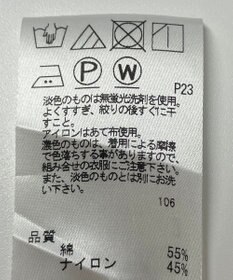 P W
P23
淡色のものは無蛍光洗剤を使用。
よくすすぎ、絞りの後すぐに干
すこと。
アイロンはあて布使用。
濃色のものは、着用による摩擦
で色落ちする事がありますので、
組み合せの衣服にご注意下さい。
また、淡色のものとは別にお洗
い下さい。
106
品質
綿 55%
ナイロン 45%